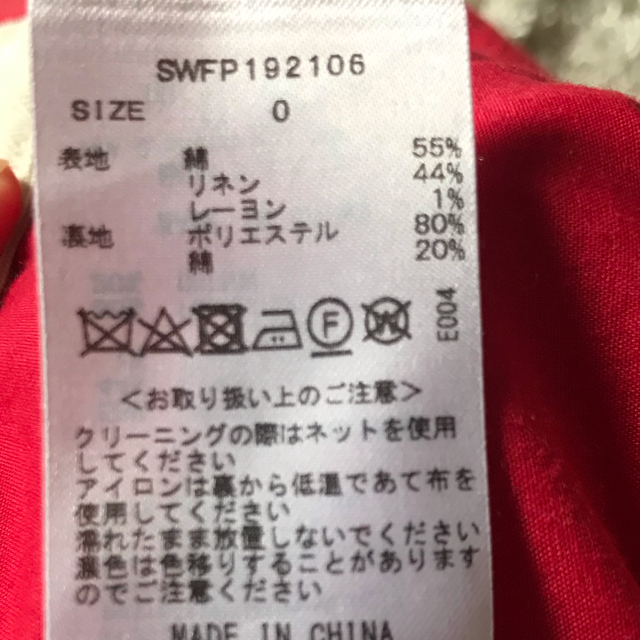 SWFP192106
SIZE 0
表地 綿 55%
リネン 44%
レーヨン 1%
裏地 ポリエステル 80%
綿 20%
F W E004
＜お取り扱い上のご注意＞
クリーニングの際はネットを使用
してください
アイロンは裏から低温であて布を
使用してください
濡れたまま放置しないでください
濃色は色移りすることがあります
のでご注意ください
MADE IN CHINA